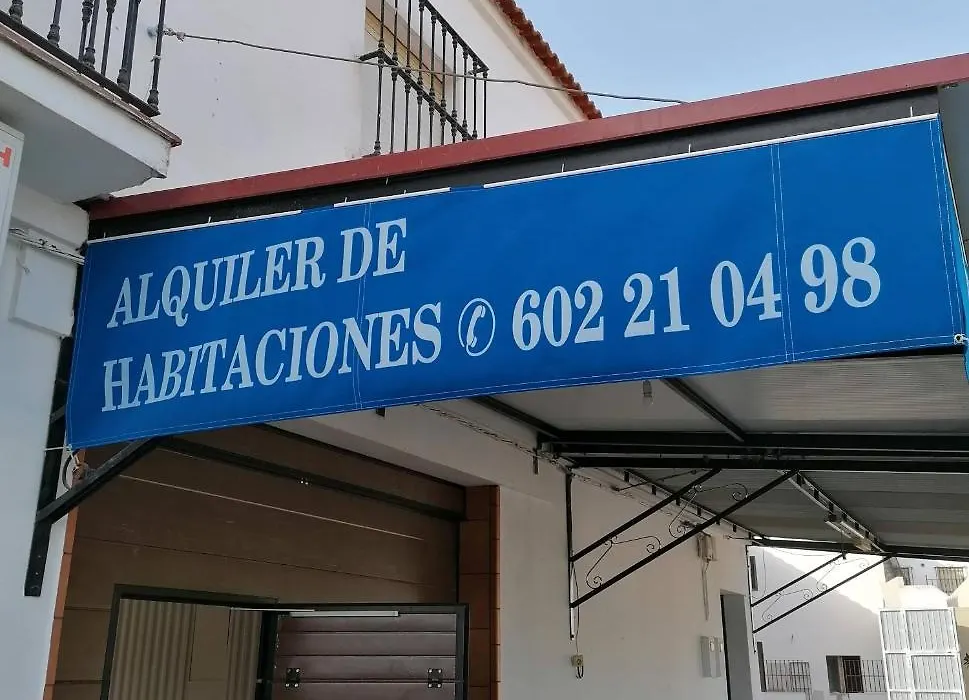 ALQUILER DE
HABITACIONES ✆ 602 21 04 98
H